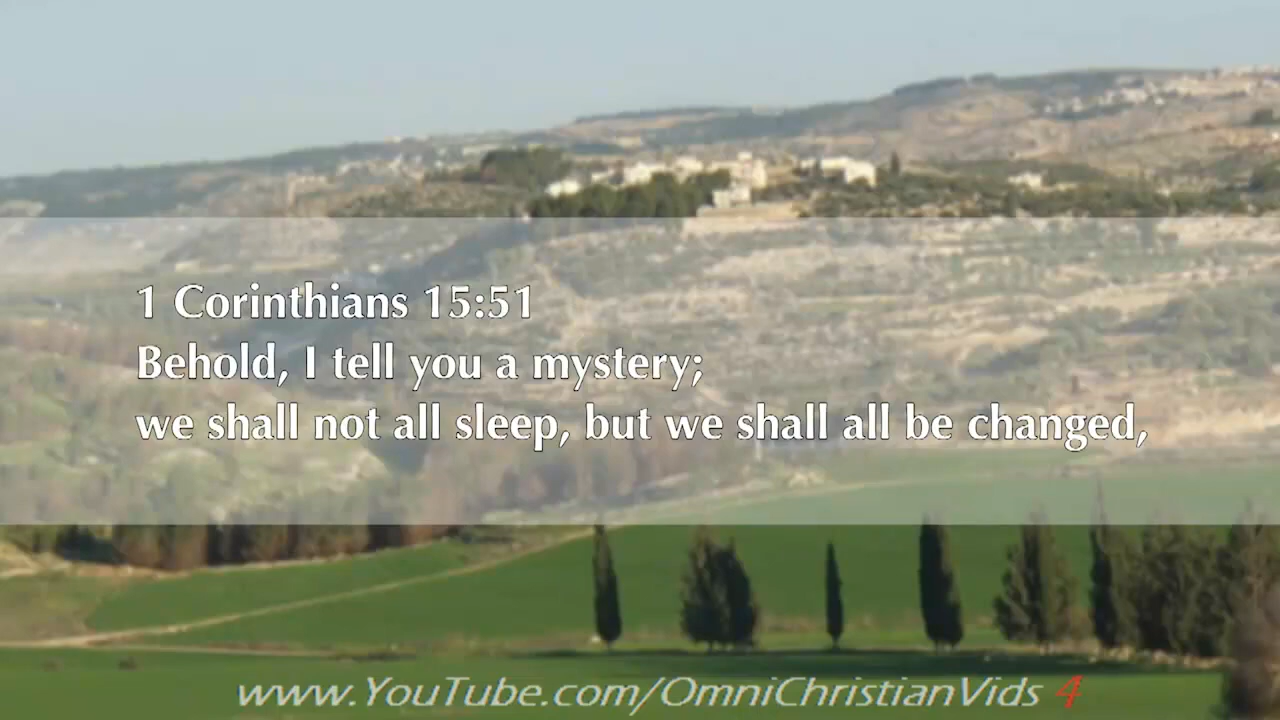 1 Corinthians 15:51
Behold, I tell you a mystery;
we shall not all sleep, but we shall all be changed,
www.YouTube.com/OmniChristianVids 4